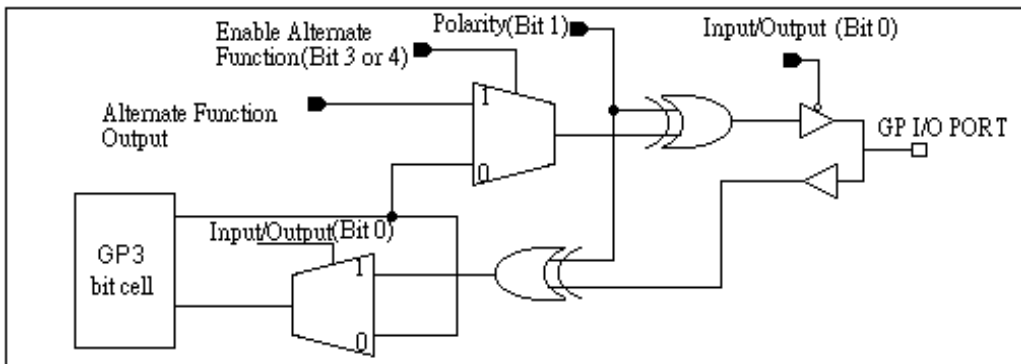 Enable Alternate
Function(Bit 3 or 4)
Polarity(Bit 1)
Input/Output (Bit 0)
Alternate Function
Output
1
0
GP I/O PORT
GP3
bit cell
Input/Output(Bit 0)
1
0